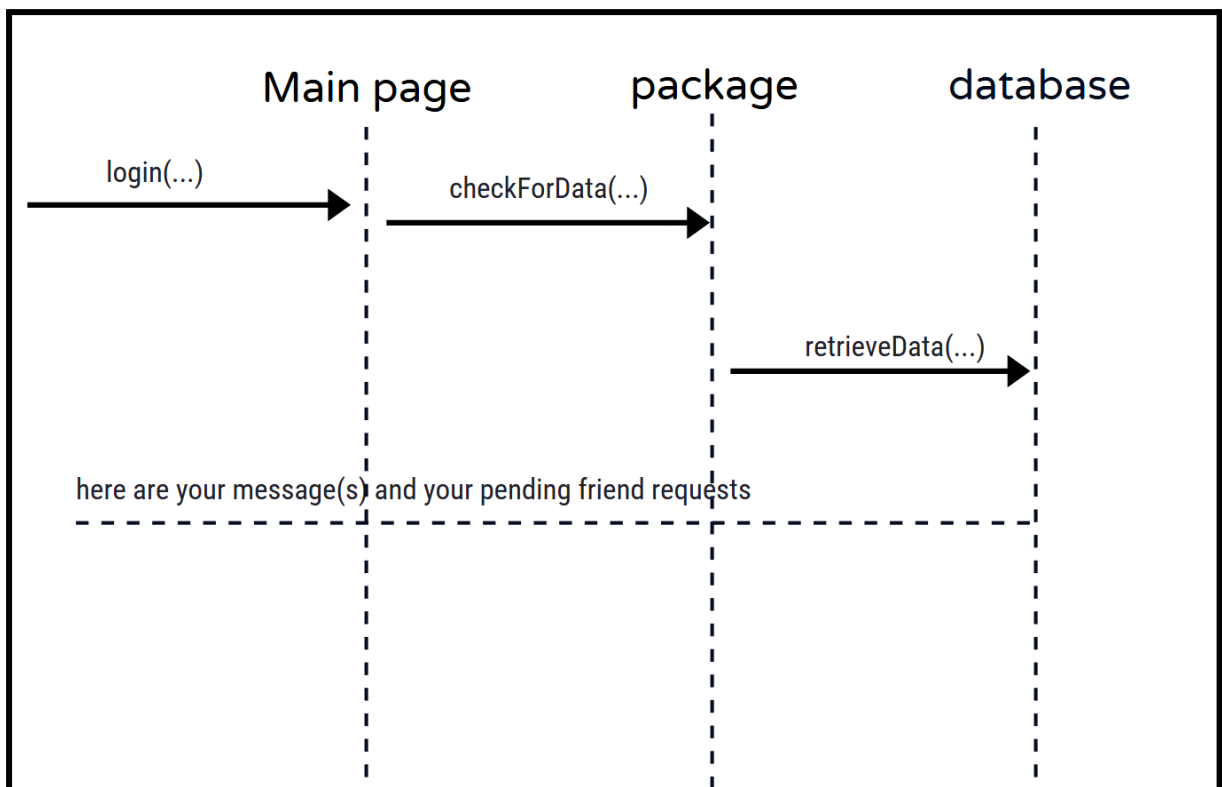 Main page
package
database
login(...)
checkForData(...)
retrieveData(...)
here are your message(s) and your pending friend requests